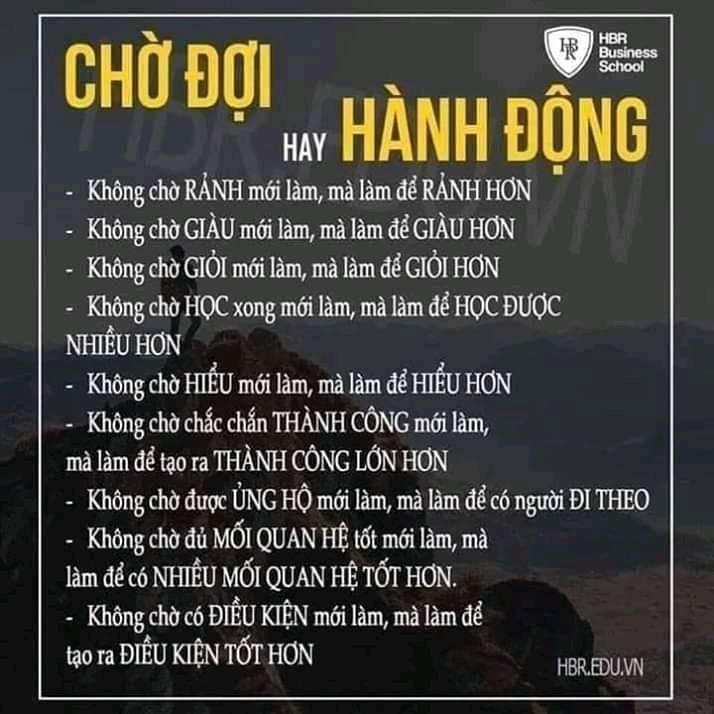 HBR
Business
School
CHỜ ĐỢI
HAY HÀNH ĐỘNG
- Không chờ RẢNH mới làm, mà làm để RẢNH HƠN
- Không chờ GIÀU mới làm, mà làm để GIÀU HƠN
- Không chờ GIỎI mới làm, mà làm để GIỎI HƠN
- Không chờ HỌC xong mới làm, mà làm để HỌC ĐƯỢC
NHIỀU HƠN
- Không chờ HIỂU mới làm, mà làm để HIỂU HƠN
- Không chờ chắc chắn THÀNH CÔNG mới làm,
mà làm để tạo ra THÀNH CÔNG LỚN HƠN
- Không chờ được ỦNG HỘ mới làm, mà làm để có người ĐI THEO
- Không chờ đủ MỐI QUAN HỆ tốt mới làm, mà
làm để có NHIỀU MỐI QUAN HỆ TỐT HƠN.
- Không chờ có ĐIỀU KIỆN mới làm, mà làm để
tạo ra ĐIỀU KIỆN TỐT HƠN
HBR.EDU.VN
HBR.EDU.VN